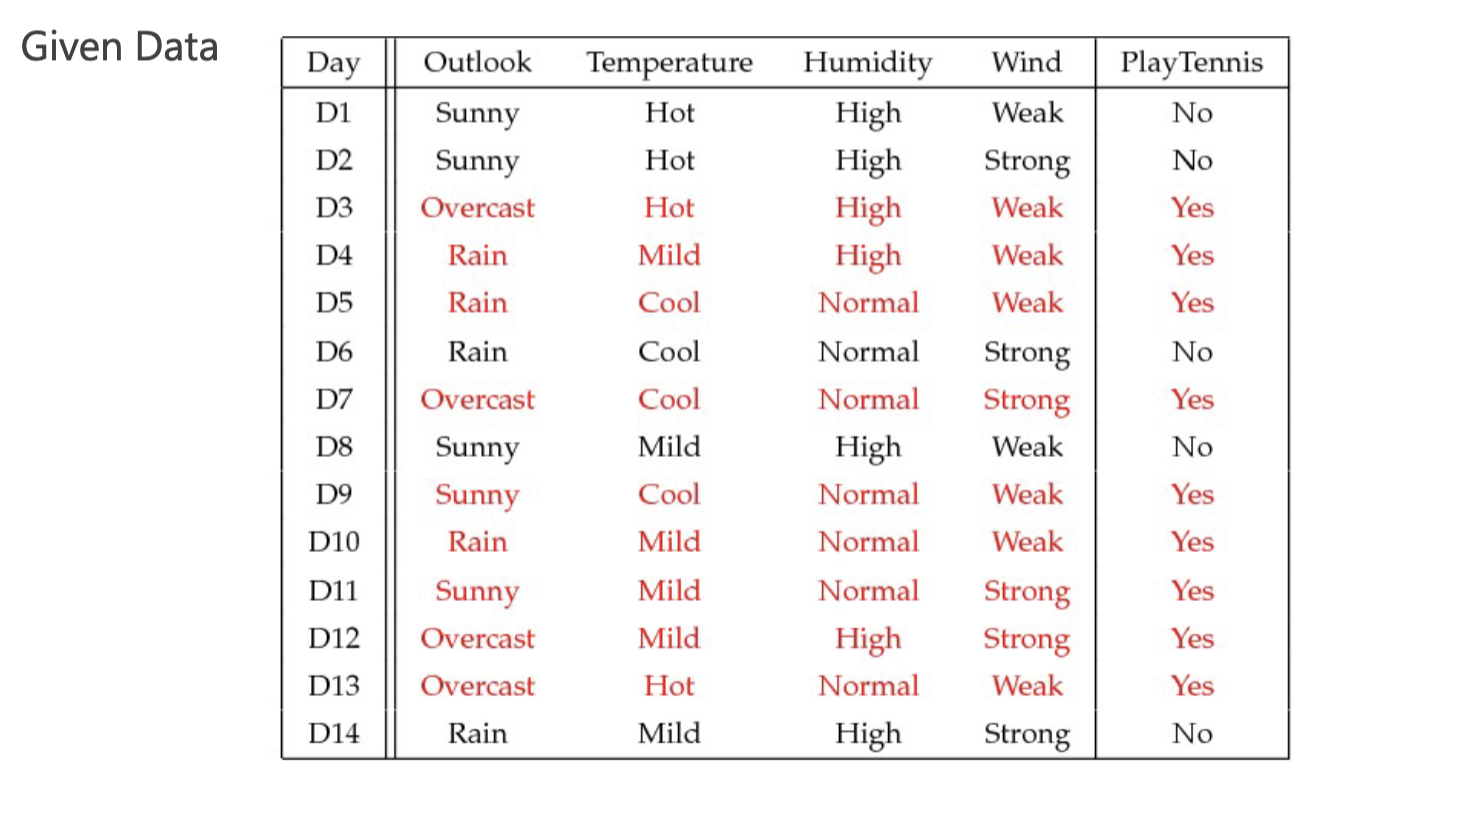 Given Data
Day Outlook Temperature Humidity Wind PlayTennis
D1 Sunny Hot High Weak No
D2 Sunny Hot High Strong No
D3 Overcast Hot High Weak Yes
D4 Rain Mild High Weak Yes
D5 Rain Cool Normal Weak Yes
D6 Rain Cool Normal Strong No
D7 Overcast Cool Normal Strong Yes
D8 Sunny Mild High Weak No
D9 Sunny Cool Normal Weak Yes
D10 Rain Mild Normal Weak Yes
D11 Sunny Mild Normal Strong Yes
D12 Overcast Mild High Strong Yes
D13 Overcast Hot Normal Weak Yes
D14 Rain Mild High Strong No